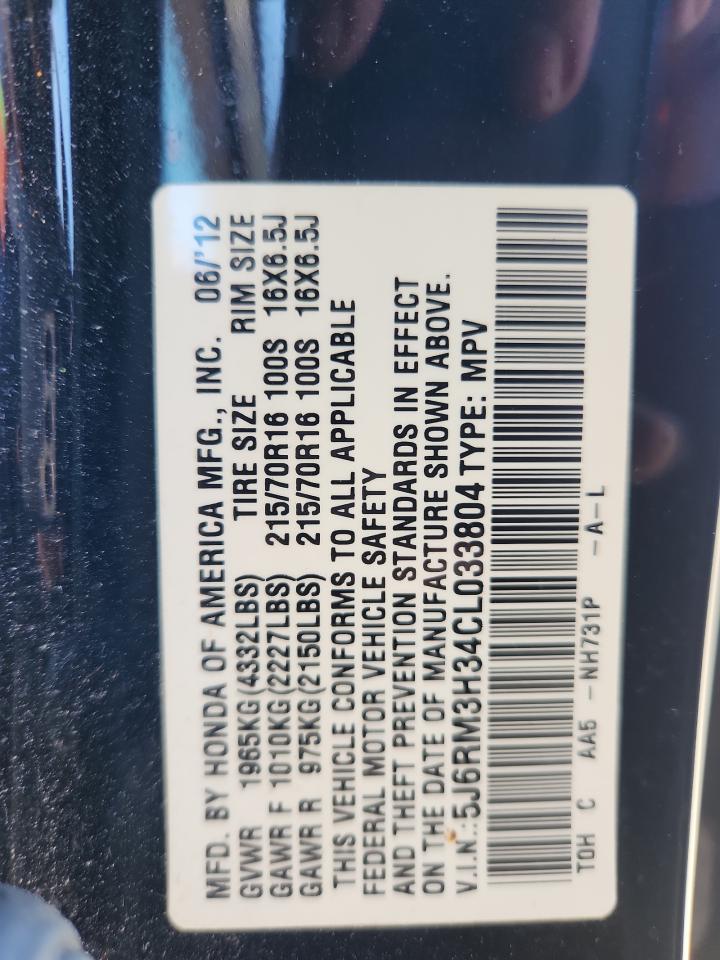 MFD. BY HONDA OF AMERICA MFG., INC. 06/'12
GVWR 1965KG(4332LBS) TIRE SIZE RIM SIZE
GAWR F 1010KG(2227LBS) 215/70R16 100S 16X6.5J
GAWR R 975KG(2150LBS) 215/70R16 100S 16X6.5J
THIS VEHICLE CONFORMS TO ALL APPLICABLE
FEDERAL MOTOR VEHICLE SAFETY
AND THEFT PREVENTION STANDARDS IN EFFECT
ON THE DATE OF MANUFACTURE SHOWN ABOVE.
V.I.N.:5J6RM3H34CL033804 TYPE: MPV
TOH C AA5 -NH731P -A-L